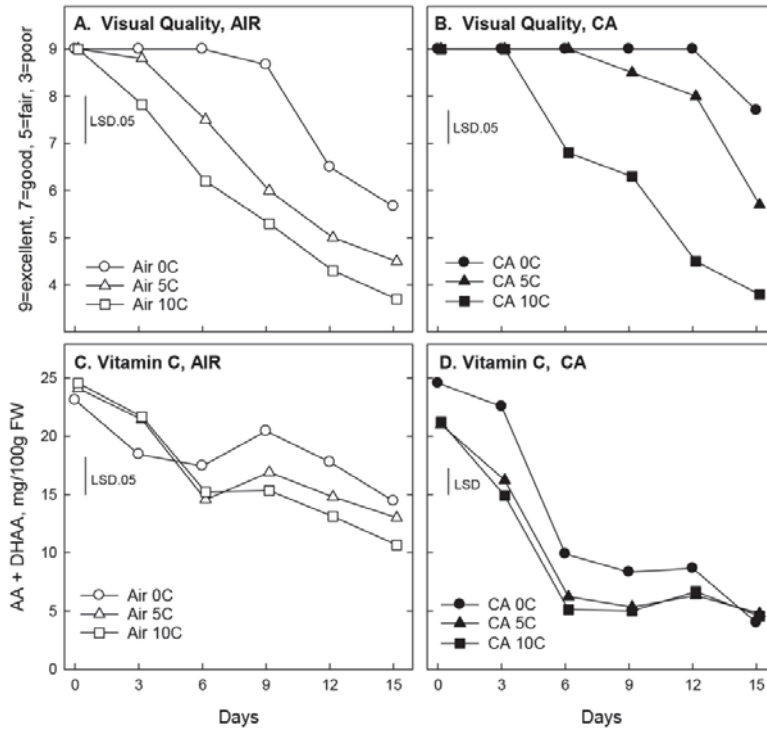 A. Visual Quality, AIR
9=excellent, 7=good, 5=fair, 3=poor
9
8
7
6
5
4
LSD.05
Air 0C
Air 5C
Air 10C
B. Visual Quality, CA
LSD.05
CA 0C
CA 5C
CA 10C
C. Vitamin C, AIR
AA + DHAA, mg/100g FW
25
20
15
10
5
0
LSD.05
Air 0C
Air 5C
Air 10C
0 3 6 9 12 15
Days
D. Vitamin C, CA
LSD
CA 0C
CA 5C
CA 10C
0 3 6 9 12 15
Days